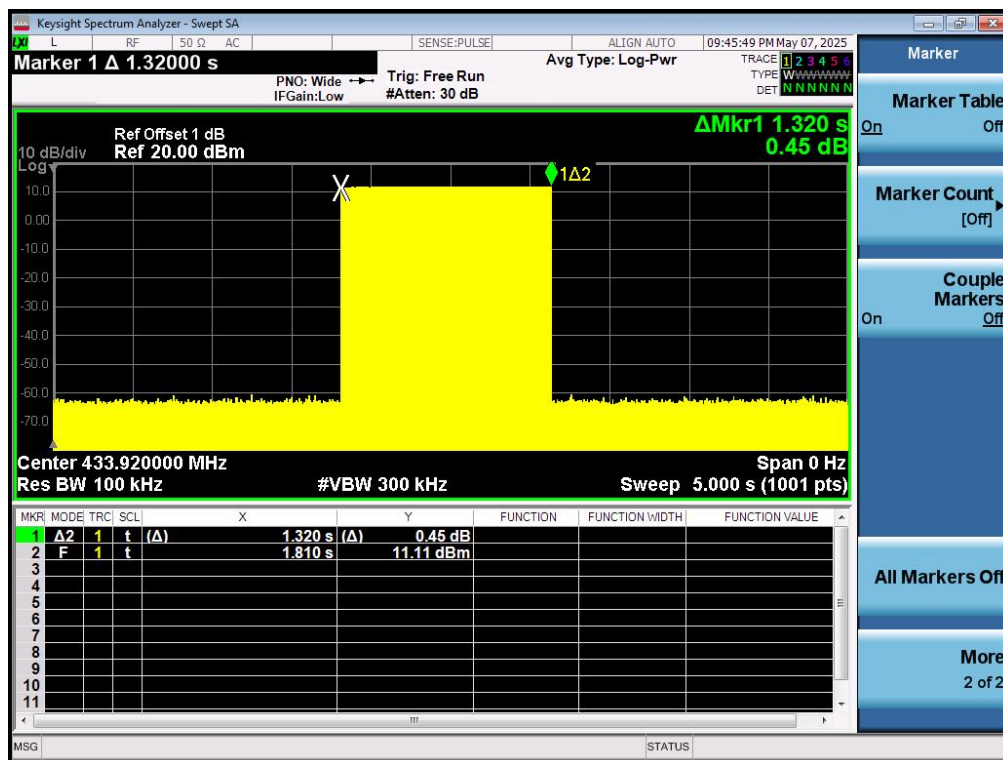 Keysight Spectrum Analyzer - Swept SA
LXI L RF 50 Ω AC SENSE:PULSE ALIGN AUTO 09:45:49 PM May 07, 2025
Marker 1 Δ 1.32000 s
PNO: Wide
IFGain:Low
Trig: Free Run
#Atten: 30 dB
Avg Type: Log-Pwr
TRACE 1 2 3 4 5 6
TYPE WWWWWW
DET N N N N N N
ΔMkr1 1.320 s
0.45 dB
Ref Offset 1 dB
10 dB/div Ref 20.00 dBm
Log
10.0
0.00
-10.0
-20.0
-30.0
-40.0
-50.0
-60.0
-70.0
X
1Δ2
Center 433.920000 MHz Span 0 Hz
Res BW 100 kHz #VBW 300 kHz Sweep 5.000 s (1001 pts)
MKR MODE TRC SCL X Y FUNCTION FUNCTION WIDTH FUNCTION VALUE
1 Δ2 1 t (Δ) 1.320 s (Δ) 0.45 dB
2 F 1 t 1.810 s 11.11 dBm
3
4
5
6
7
8
9
10
11
MSG STATUS
Marker
Marker Table
On Off
Marker Count
[Off]
Couple
Markers
On Off
All Markers Off
More
2 of 2